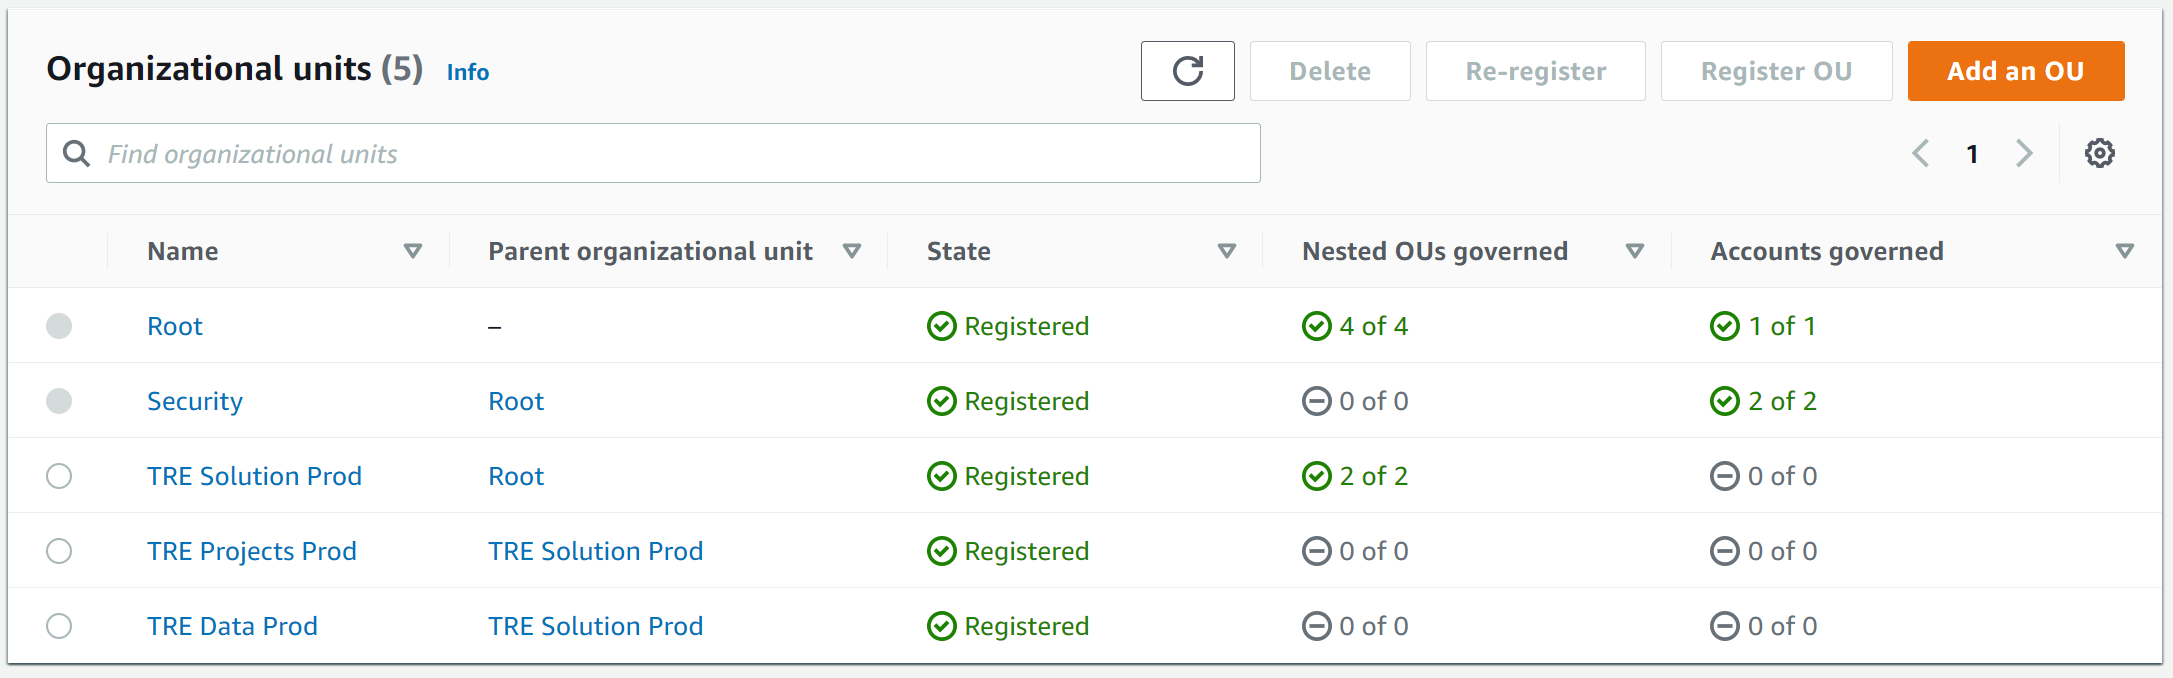 Organizational units (5) Info
Delete Re-register Register OU Add an OU
Find organizational units
1
Name Parent organizational unit State Nested OUs governed Accounts governed
Root – Registered 4 of 4 1 of 1
Security Root Registered 0 of 0 2 of 2
TRE Solution Prod Root Registered 2 of 2 0 of 0
TRE Projects Prod TRE Solution Prod Registered 0 of 0 0 of 0
TRE Data Prod TRE Solution Prod Registered 0 of 0 0 of 0